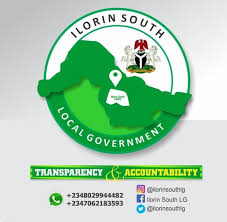 ILORIN SOUTH
LOCAL GOVERNMENT
TRANSPARENCY & ACCOUNTABILITY
+2348029944482
+2347062183593
@ilorinsouthlg
Ilorin South LG
@ilorinsouthlg